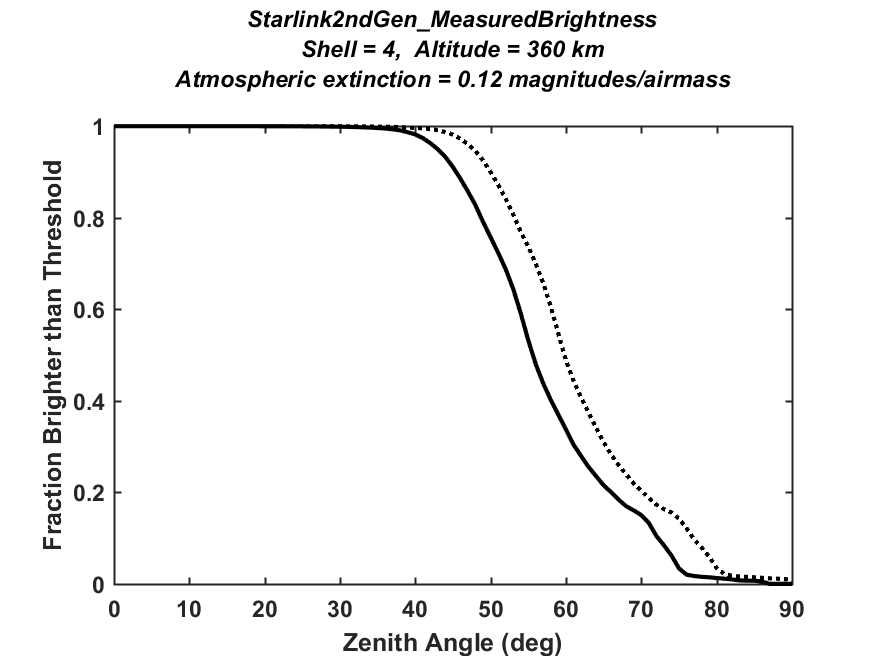 Starlink2ndGen_MeasuredBrightness
Shell = 4, Altitude = 360 km
Atmospheric extinction = 0.12 magnitudes/airmass
Fraction Brighter than Threshold
1
0.8
0.6
0.4
0.2
0
0 10 20 30 40 50 60 70 80 90
Zenith Angle (deg)